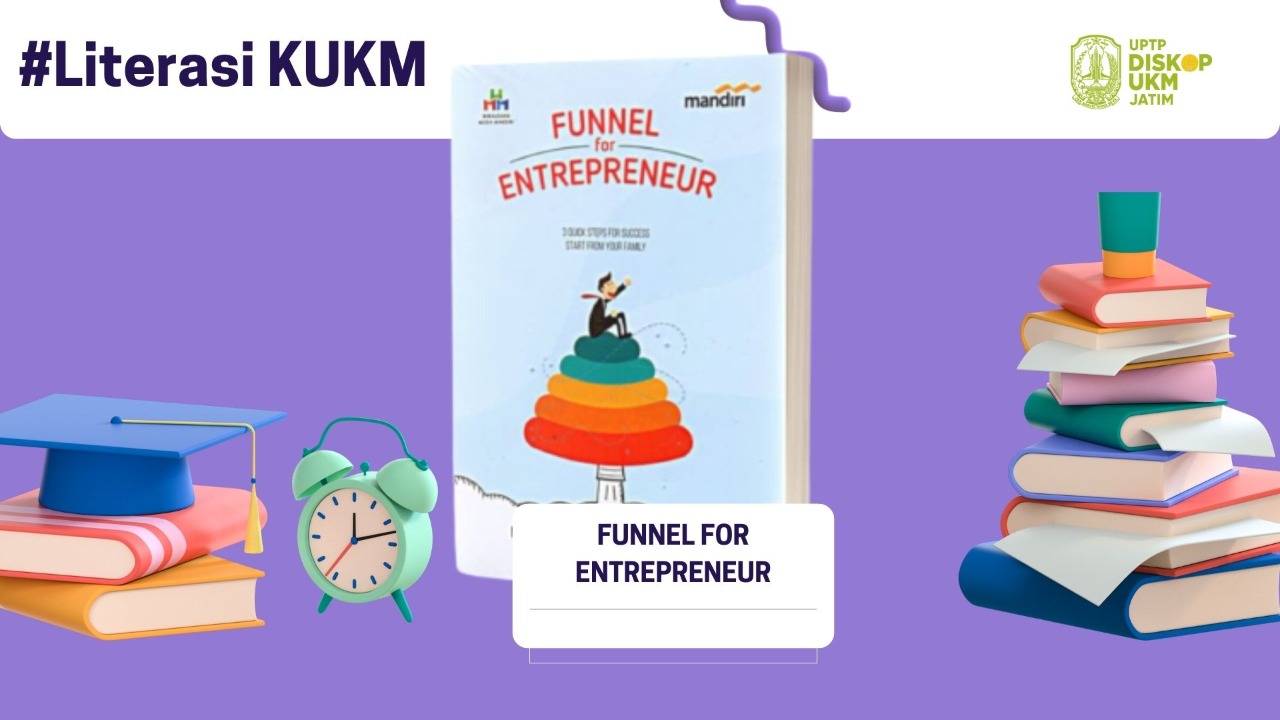 #Literasi KUKM
UPTP
DISKOP
UKM
JATIM
mandiri
FUNNEL
for
ENTREPRENEUR
3 QUICK STEPS FOR SUCCESS
START FROM YOUR FAMILY
FUNNEL FOR
ENTREPRENEUR